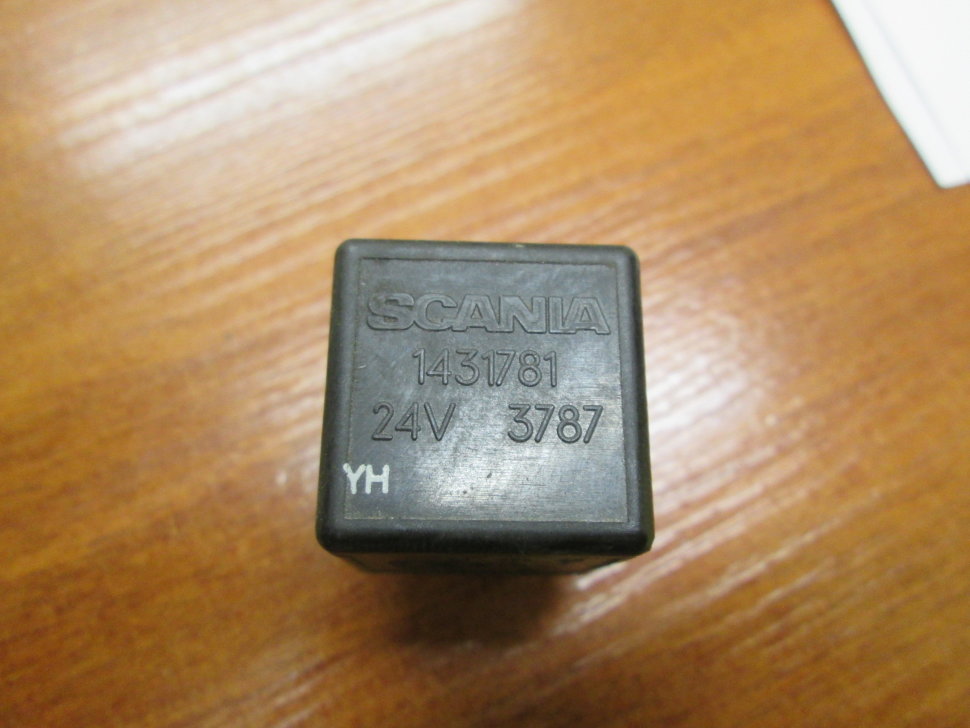 SCANIA
1431781
24V 3787
YH